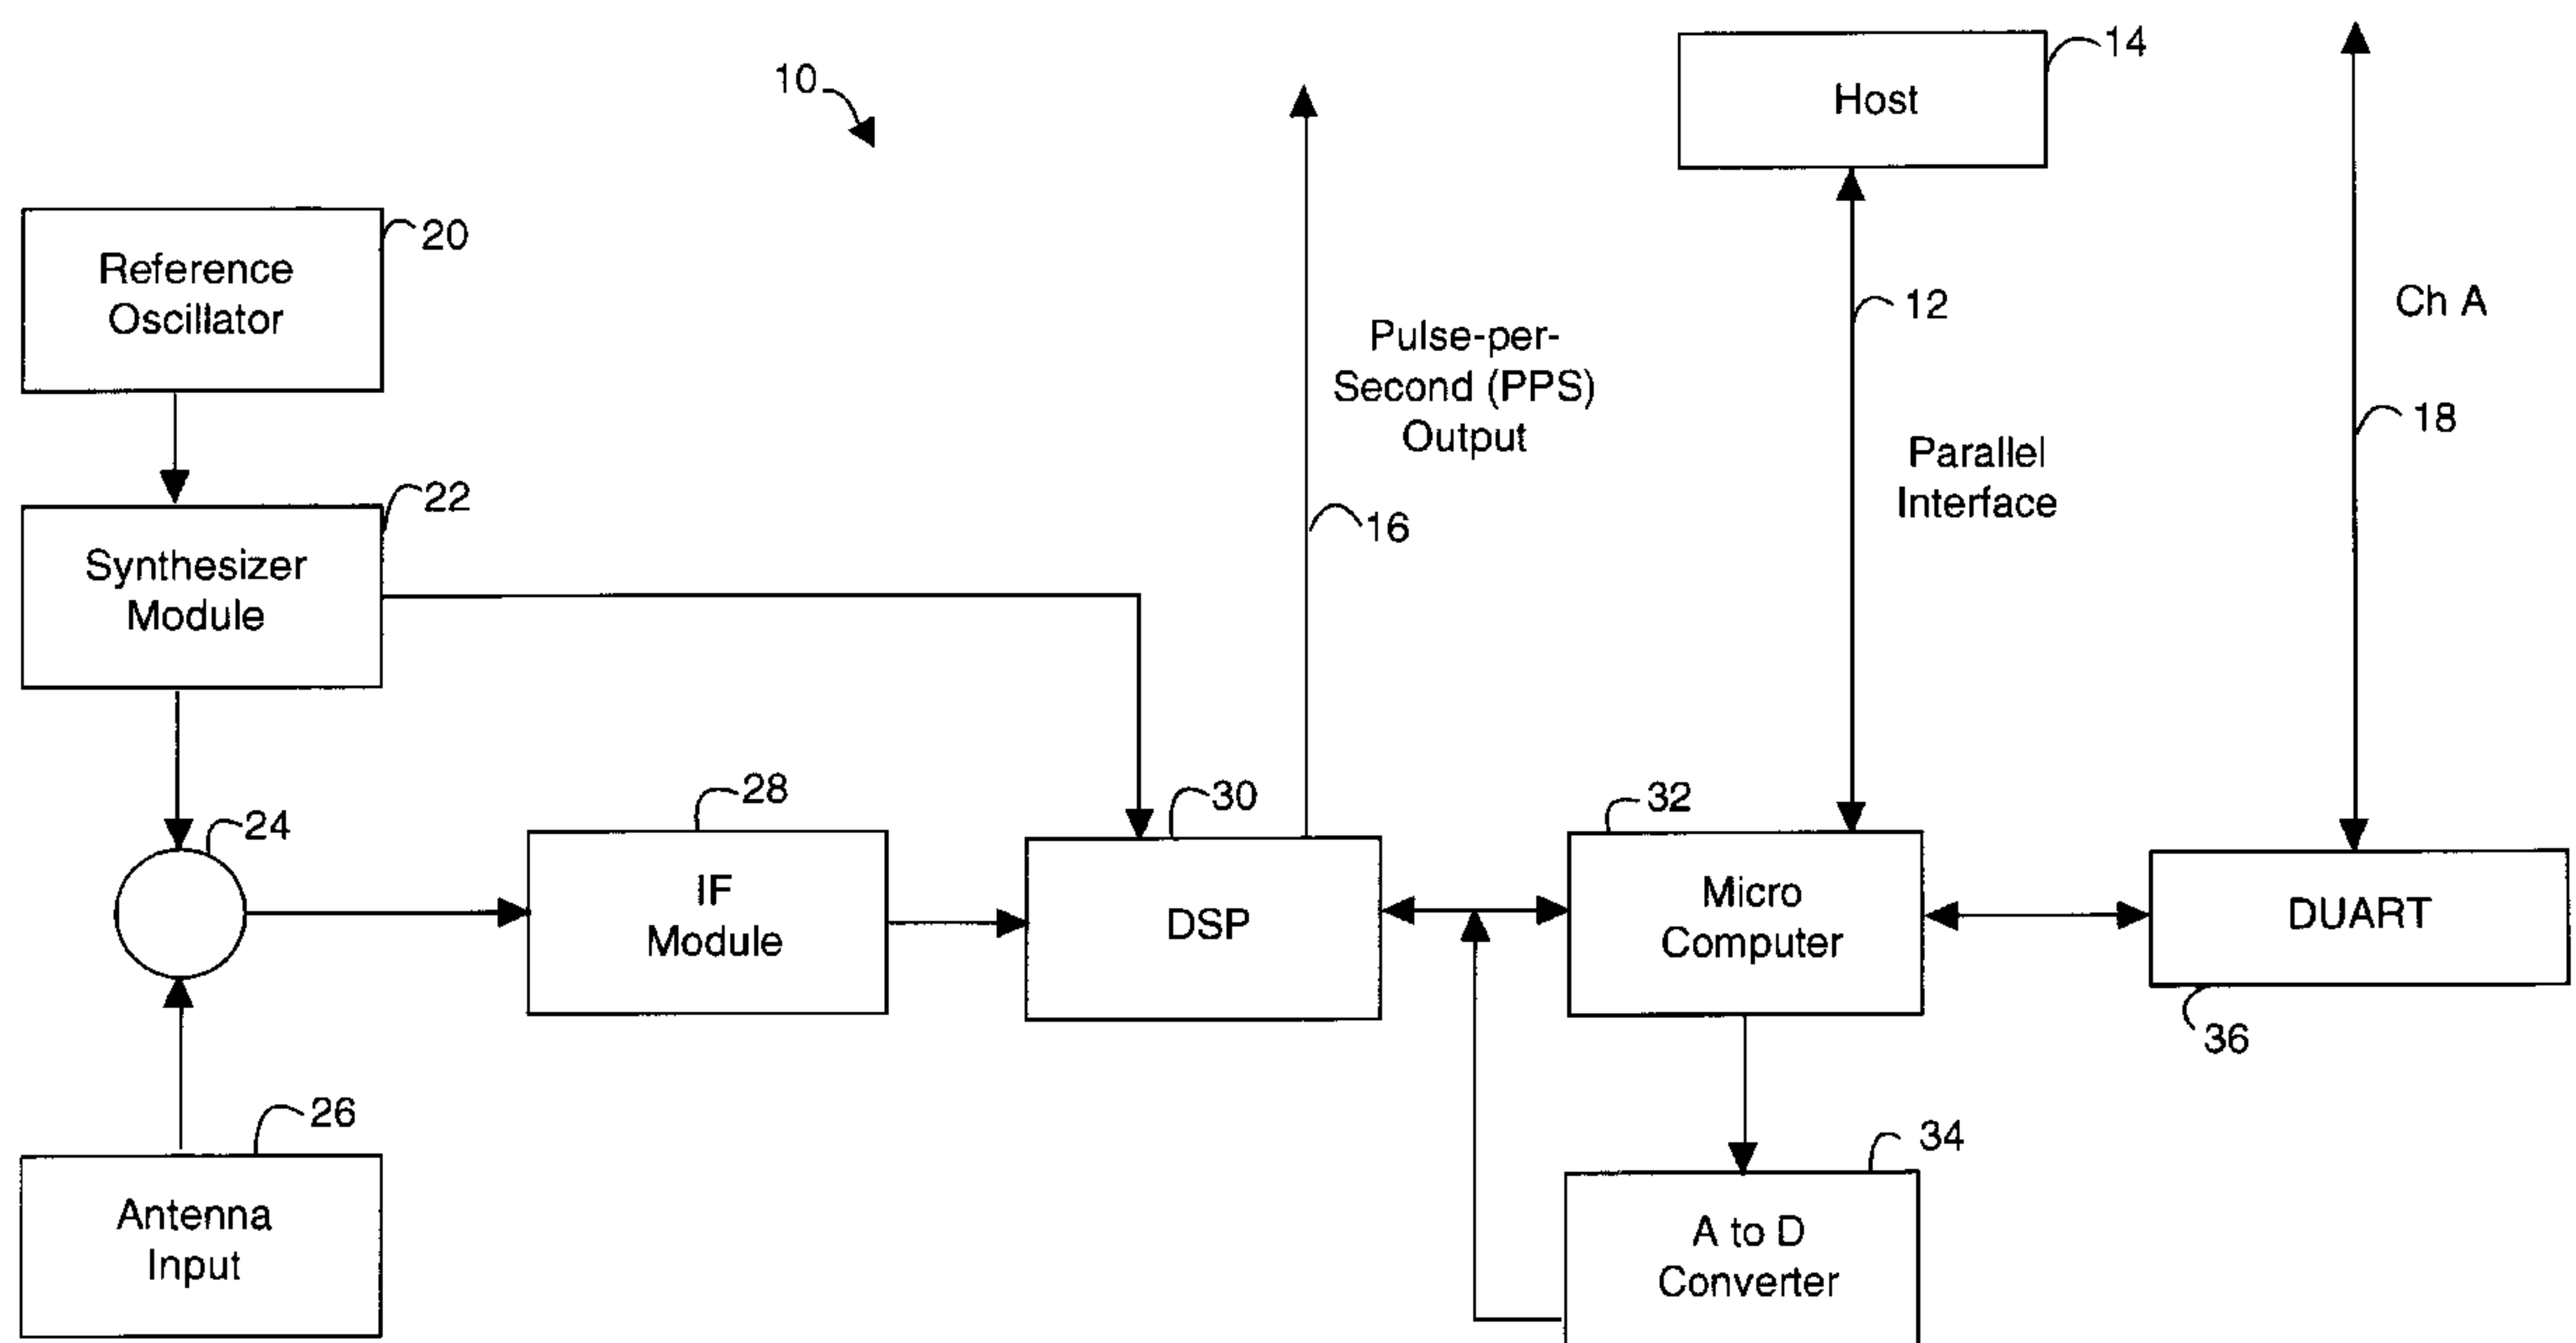 10
Host
14
Reference
Oscillator
20
Pulse-per-
Second (PPS)
Output
16
12
Parallel
Interface
Ch A
18
Synthesizer
Module
22
24
IF
Module
28
DSP
30
Micro
Computer
32
DUART
36
Antenna
Input
26
A to D
Converter
34